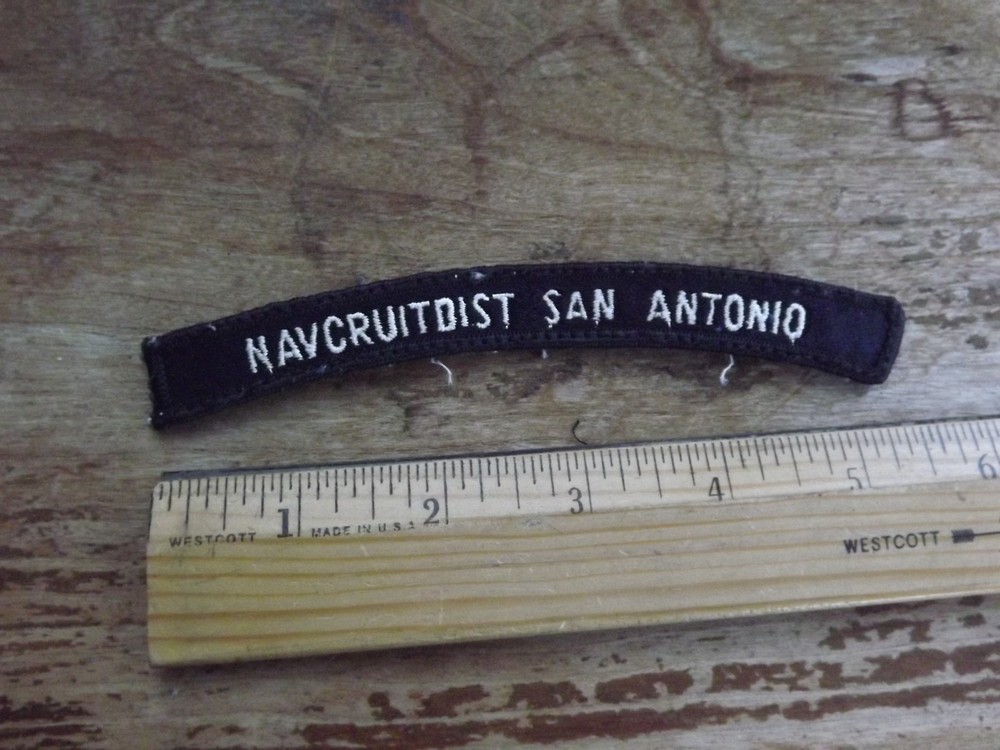 NAVCRUITDIST SAN ANTONIO
1 2 3 4 5 6
WESTCOTT MADE IN U.S.A. WESTCOTT
B